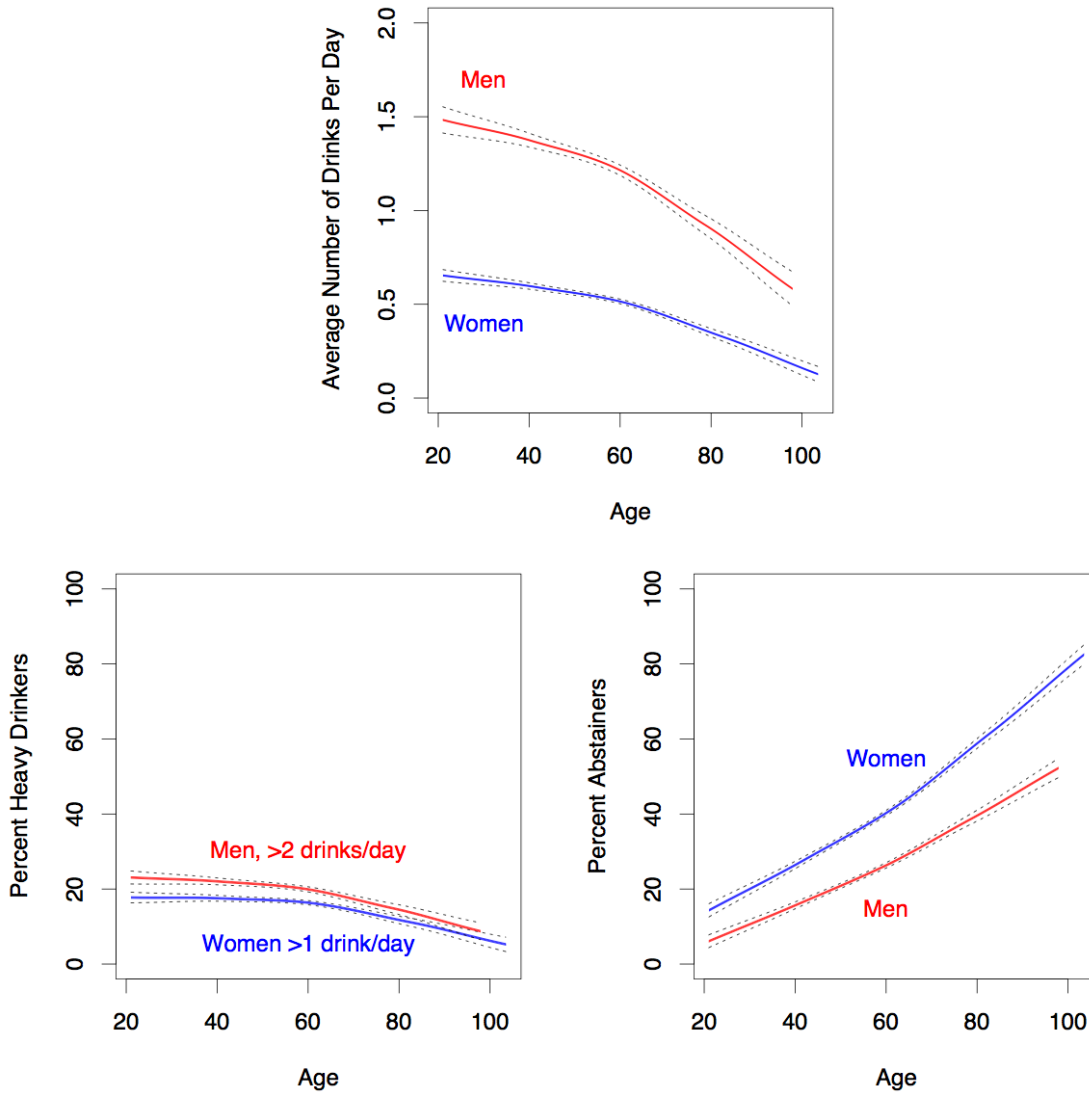 Average Number of Drinks Per Day
2.0
1.5
1.0
0.5
0.0
Men
Women
20 40 60 80 100
Age
Percent Heavy Drinkers
100
80
60
40
20
0
Men, >2 drinks/day
Women >1 drink/day
20 40 60 80 100
Age
Percent Abstainers
100
80
60
40
20
0
Women
Men
20 40 60 80 100
Age